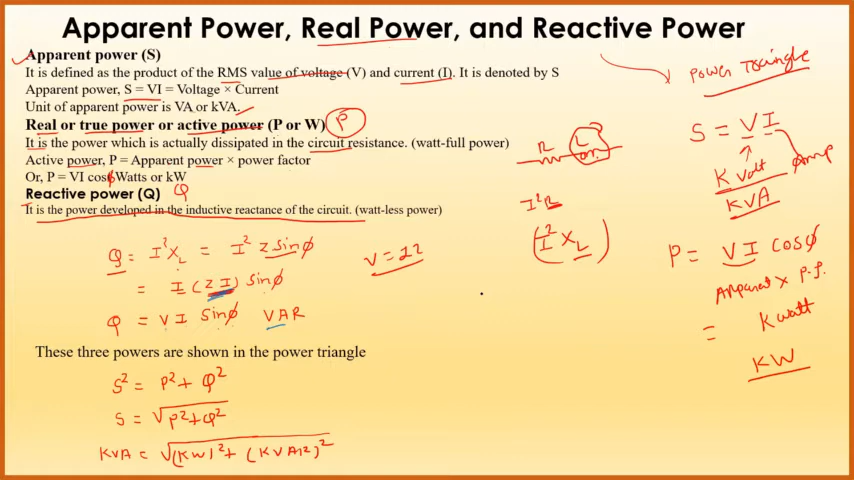 Apparent Power, Real Power, and Reactive Power
Apparent power (S)
It is defined as the product of the RMS value of voltage (V) and current (I). It is denoted by S
Apparent power, S = VI = Voltage × Current
Unit of apparent power is VA or kVA.
Real or true power or active power (P or W) P
It is the power which is actually dissipated in the circuit resistance. (watt-full power)
Active power, P = Apparent power × power factor
Or, P = VI cosϕ Watts or kW
Reactive power (Q) Q
It is the power developed in the inductive reactance of the circuit. (watt-less power)
Q = I²X_L = I² Z sinϕ
= I (Z I) sinϕ
Q = VI sinϕ VAR
V = IZ
These three powers are shown in the power triangle
S² = P² + Q²
S = √P²+Q²
KVA = √(KW)² + (KVAR)²
R L
I²R
(I² X_L)
Power Triangle
S = VI
K Volt Amp
KVA
P = VI cosϕ
Apparent × P.f.
= K watt
KW